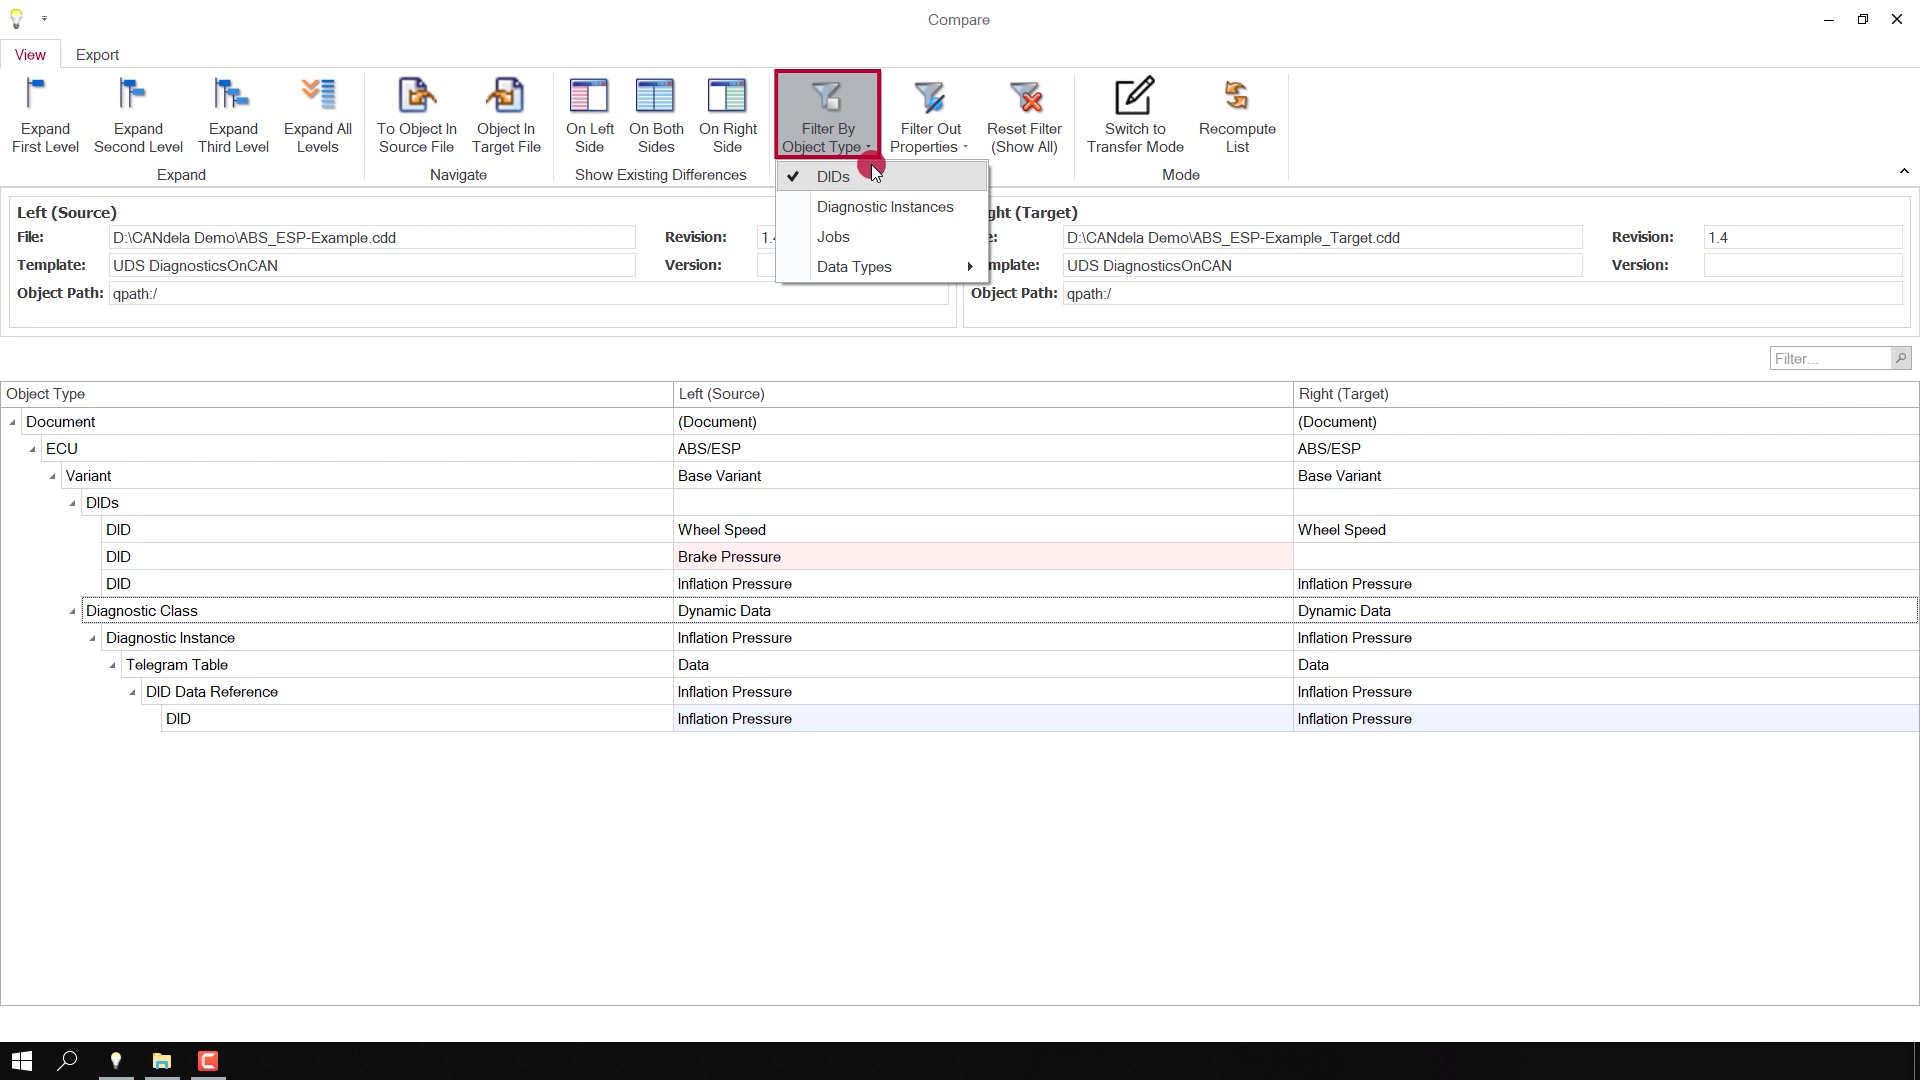 Compare
View Export
Expand First Level
Expand Second Level
Expand Third Level
Expand All Levels
To Object In Source File
Object In Target File
On Left Side
On Both Sides
On Right Side
Filter By Object Type
Filter Out Properties
Reset Filter (Show All)
Switch to Transfer Mode
Recompute List
Expand
Navigate
Show Existing Differences
Mode
DIDs
Diagnostic Instances
Jobs
Data Types
Left (Source)
File: D:\CANdela Demo\ABS_ESP-Example.cdd Revision:
Template: UDS DiagnosticsOnCAN Version:
Object Path: qpath:/
ght (Target)
e: D:\CANdela Demo\ABS_ESP-Example_Target.cdd Revision: 1.4
mplate: UDS DiagnosticsOnCAN Version:
Object Path: qpath:/
Filter...
Object Type Left (Source) Right (Target)
Document (Document) (Document)
ECU ABS/ESP ABS/ESP
Variant Base Variant Base Variant
DIDs
DID Wheel Speed Wheel Speed
DID Brake Pressure
DID Inflation Pressure Inflation Pressure
Diagnostic Class Dynamic Data Dynamic Data
Diagnostic Instance Inflation Pressure Inflation Pressure
Telegram Table Data Data
DID Data Reference Inflation Pressure Inflation Pressure
DID Inflation Pressure Inflation Pressure